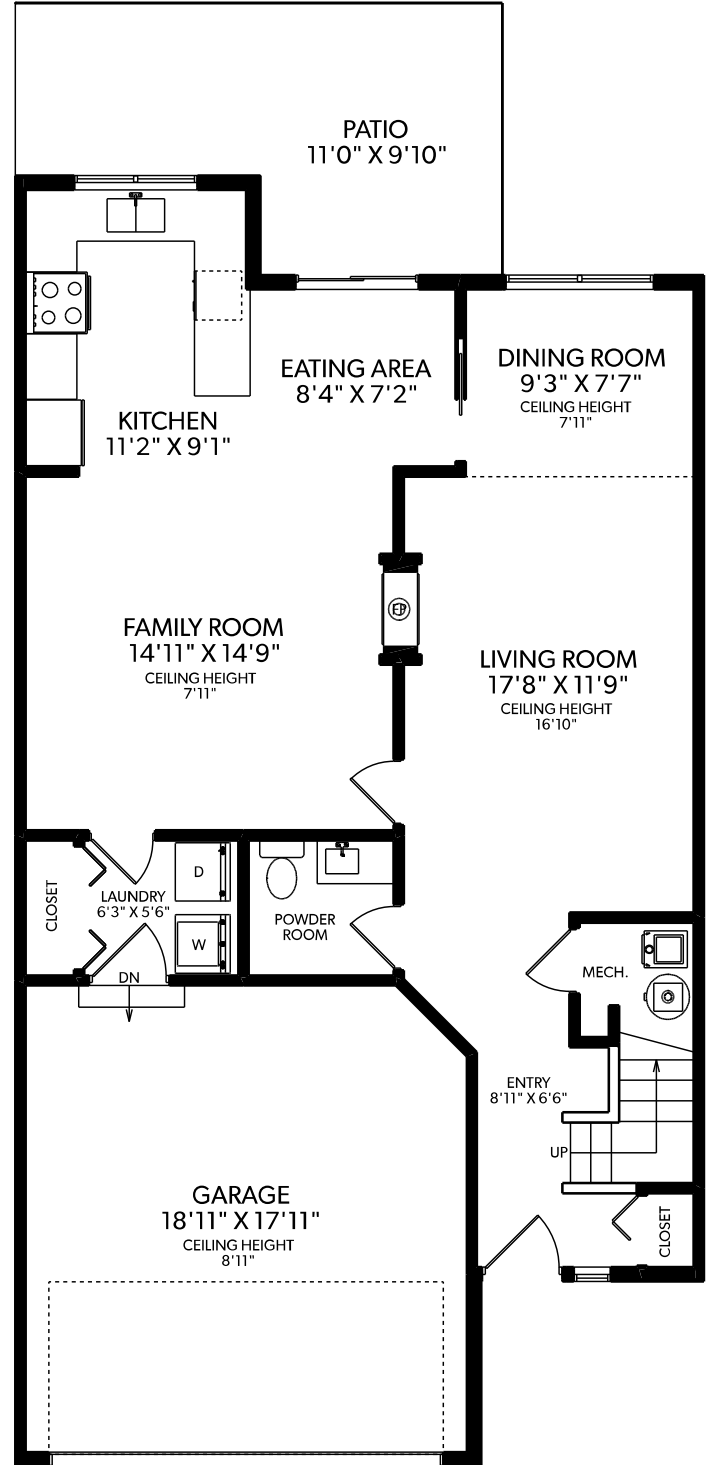 PATIO
11'0" X 9'10"
EATING AREA
8'4" X 7'2"
DINING ROOM
9'3" X 7'7"
CEILING HEIGHT
7'11"
KITCHEN
11'2" X 9'1"
FP
FAMILY ROOM
14'11" X 14'9"
CEILING HEIGHT
7'11"
LIVING ROOM
17'8" X 11'9"
CEILING HEIGHT
16'10"
CLOSET
LAUNDRY
6'3" X 5'6"
D
W
DN
POWDER
ROOM
MECH.
ENTRY
8'11" X 6'6"
UP
CLOSET
GARAGE
18'11" X 17'11"
CEILING HEIGHT
8'11"